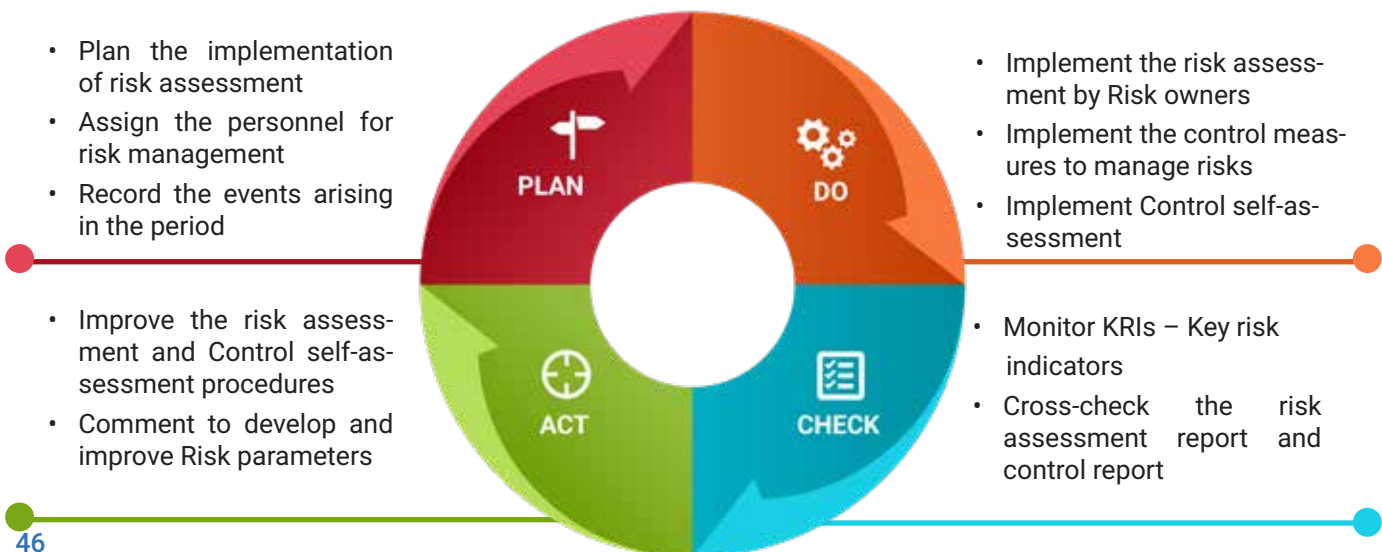 • Plan the implementation
of risk assessment
• Assign the personnel for
risk management
• Record the events arising
in the period
PLAN
DO
• Implement the risk assess-
ment by Risk owners
• Implement the control meas-
ures to manage risks
• Implement Control self-as-
sessment
• Improve the risk assess-
ment and Control self-as-
sessment procedures
• Comment to develop and
improve Risk parameters
ACT
CHECK
• Monitor KRIs – Key risk
indicators
• Cross-check the risk
assessment report and
control report
46